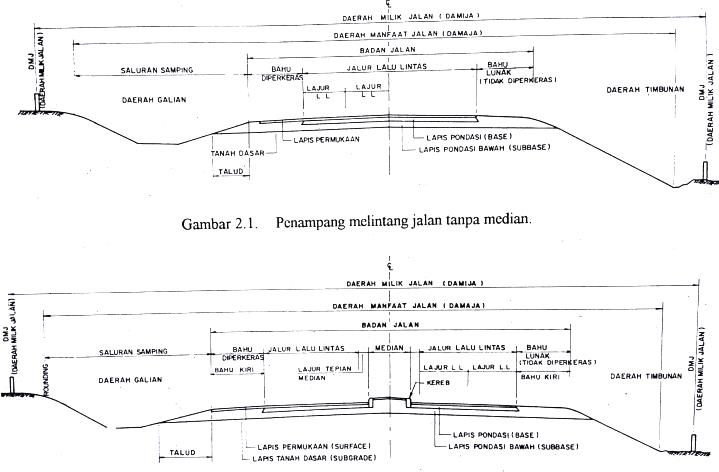 ℄
DAERAH MILIK JALAN (DAMIJA)
DAERAH MANFAAT JALAN (DAMAJA)
BADAN JALAN
DMJ
(DAERAH MILIK JALAN)
SALURAN SAMPING
BAHU
DIPERKERAS
JALUR LALU LINTAS
BAHU
LUNAK
(TIDAK DIPERKERAS)
LAJUR
L L
LAJUR
L L
DAERAH GALIAN
DAERAH TIMBUNAN
DMJ
(DAERAH MILIK JALAN)
LAPIS PERMUKAAN
LAPIS PONDASI (BASE)
LAPIS PONDASI BAWAH (SUBBASE)
TANAH DASAR
TALUD
Gambar 2.1. Penampang melintang jalan tanpa median.
℄
DAERAH MILIK JALAN (DAMIJA)
DAERAH MANFAAT JALAN (DAMAJA)
BADAN JALAN
DMJ
(DAERAH MILIK JALAN)
ROUNDING
SALURAN SAMPING
BAHU
DIPERKERAS
JALUR LALU LINTAS
MEDIAN
JALUR LALU LINTAS
BAHU
LUNAK
(TIDAK DIPERKERAS)
BAHU KIRI
LAJUR TEPIAN
MEDIAN
LAJUR L L
LAJUR L L
BAHU KIRI
DAERAH GALIAN
KEREB
DAERAH TIMBUNAN
DMJ
(DAERAH MILIK JALAN)
LAPIS PERMUKAAN (SURFACE)
LAPIS TANAH DASAR (SUBGRADE)
LAPIS PONDASI (BASE)
LAPIS PONDASI BAWAH (SUBBASE)
TALUD